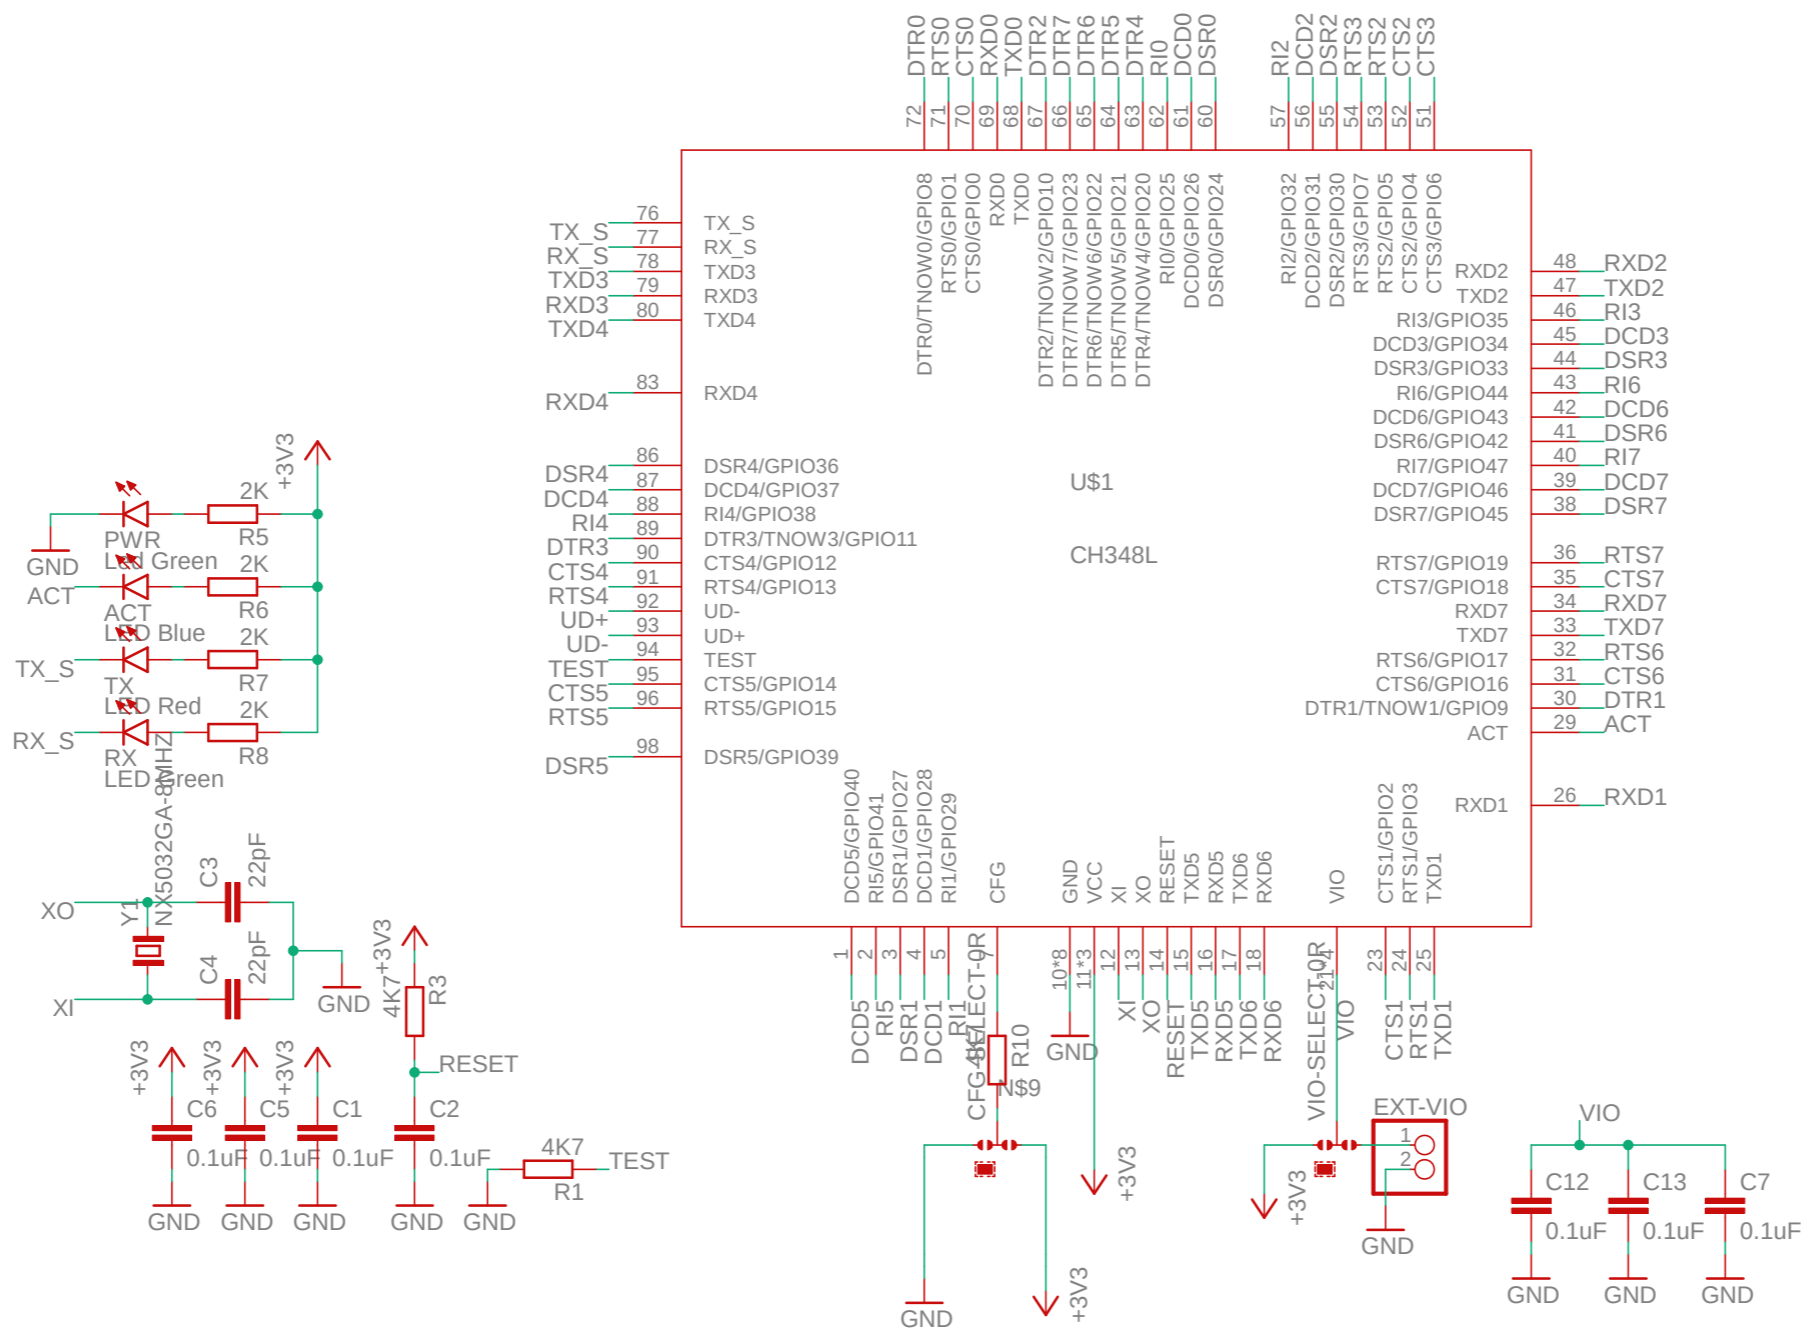 DTR0
RTS0
CTS0
RXD0
TXD0
DTR2
DTR7
DTR6
DTR5
DTR4
RI0
DCD0
DSR0
RI2
DCD2
DSR2
RTS3
RTS2
CTS2
CTS3
72
71
70
69
68
67
66
65
64
63
62
61
60
57
56
55
54
53
52
51
DTR0/TNOW0/GPIO8
RTS0/GPIO1
CTS0/GPIO0
RXD0
TXD0
DTR2/TNOW2/GPIO10
DTR7/TNOW7/GPIO23
DTR6/TNOW6/GPIO22
DTR5/TNOW5/GPIO21
DTR4/TNOW4/GPIO20
RI0/GPIO25
DCD0/GPIO26
DSR0/GPIO24
RI2/GPIO32
DCD2/GPIO31
DSR2/GPIO30
RTS3/GPIO7
RTS2/GPIO5
CTS2/GPIO4
CTS3/GPIO6
TX_S 76 TX_S
RX_S 77 RX_S
TXD3 78 TXD3
RXD3 79 RXD3
TXD4 80 TXD4
RXD4 83 RXD4
DSR4 86 DSR4/GPIO36
DCD4 87 DCD4/GPIO37
RI4 88 RI4/GPIO38
DTR3 89 DTR3/TNOW3/GPIO11
CTS4 90 CTS4/GPIO12
RTS4 91 RTS4/GPIO13
UD+ 92 UD-
UD- 93 UD+
TEST 94 TEST
CTS5 95 CTS5/GPIO14
RTS5 96 RTS5/GPIO15
DSR5 98 DSR5/GPIO39
U$1
CH348L
RXD2 48 RXD2
TXD2 47 TXD2
RI3/GPIO35 46 RI3
DCD3/GPIO34 45 DCD3
DSR3/GPIO33 44 DSR3
RI6/GPIO44 43 RI6
DCD6/GPIO43 42 DCD6
DSR6/GPIO42 41 DSR6
RI7/GPIO47 40 RI7
DCD7/GPIO46 39 DCD7
DSR7/GPIO45 38 DSR7
RTS7/GPIO19 36 RTS7
CTS7/GPIO18 35 CTS7
RXD7 34 RXD7
TXD7 33 TXD7
RTS6/GPIO17 32 RTS6
CTS6/GPIO16 31 CTS6
DTR1/TNOW1/GPIO9 30 DTR1
ACT 29 ACT
RXD1 26 RXD1
DCD5/GPIO40
RI5/GPIO41
DSR1/GPIO27
DCD1/GPIO28
RI1/GPIO29
CFG
GND
VCC
XI
XO
RESET
TXD5
RXD5
TXD6
RXD6
VIO
CTS1/GPIO2
RTS1/GPIO3
TXD1
1
2
3
4
5
7
10*8
11*3
12
13
14
15
16
17
18
21*4
23
24
25
DCD5
RI5
DSR1
DCD1
RI1
XI
XO
RESET
TXD5
RXD5
TXD6
RXD6
VIO
CTS1
RTS1
TXD1
+3V3
2K
R5
PWR
Led Green
GND
2K
R6
ACT
ACT
LED Blue
2K
R7
TX_S
TX
LED Red
2K
R8
RX_S
RX
LED Green
NX5032GA-8MHZ
Y1
XO
XI
C3
22pF
C4
22pF
GND
+3V3
4K7
R3
RESET
+3V3
+3V3
+3V3
C6
0.1uF
C5
0.1uF
C1
0.1uF
C2
0.1uF
GND
GND
GND
GND
4K7
R1
TEST
GND
CFG-SELECT-0R
4K7
R10
N$9
GND
+3V3
GND
+3V3
VIO-SELECT-0R
+3V3
EXT-VIO
1
2
GND
VIO
C12
0.1uF
C13
0.1uF
C7
0.1uF
GND
GND
GND